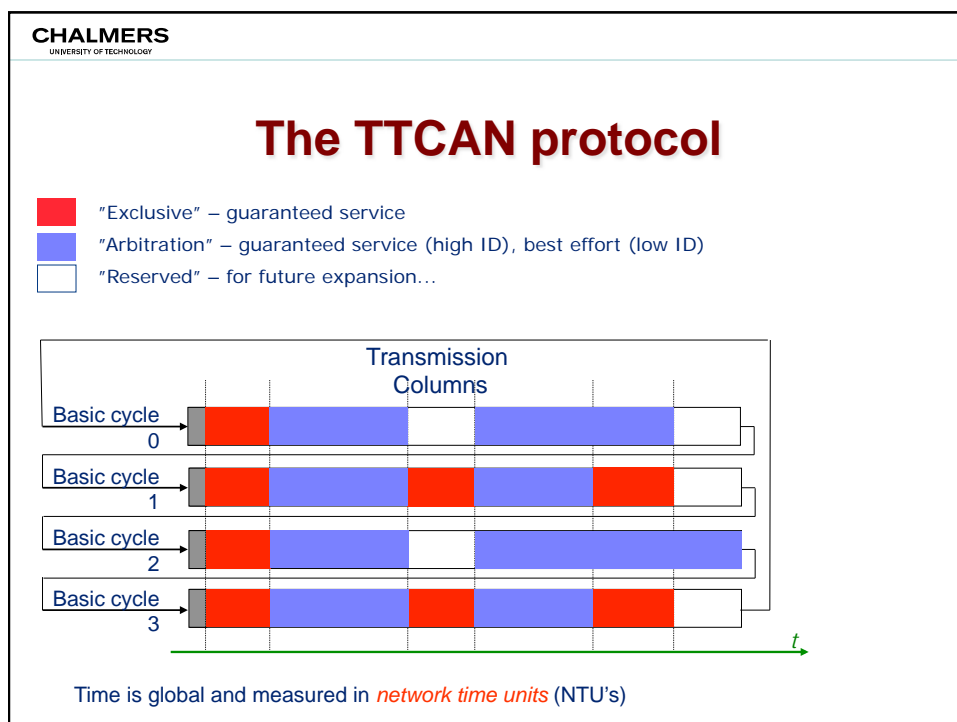 CHALMERS
UNIVERSITY OF TECHNOLOGY
The TTCAN protocol
"Exclusive" – guaranteed service
"Arbitration" – guaranteed service (high ID), best effort (low ID)
"Reserved" – for future expansion…
Transmission
Columns
Basic cycle
0
Basic cycle
1
Basic cycle
2
Basic cycle
3
t
Time is global and measured in network time units (NTU's)